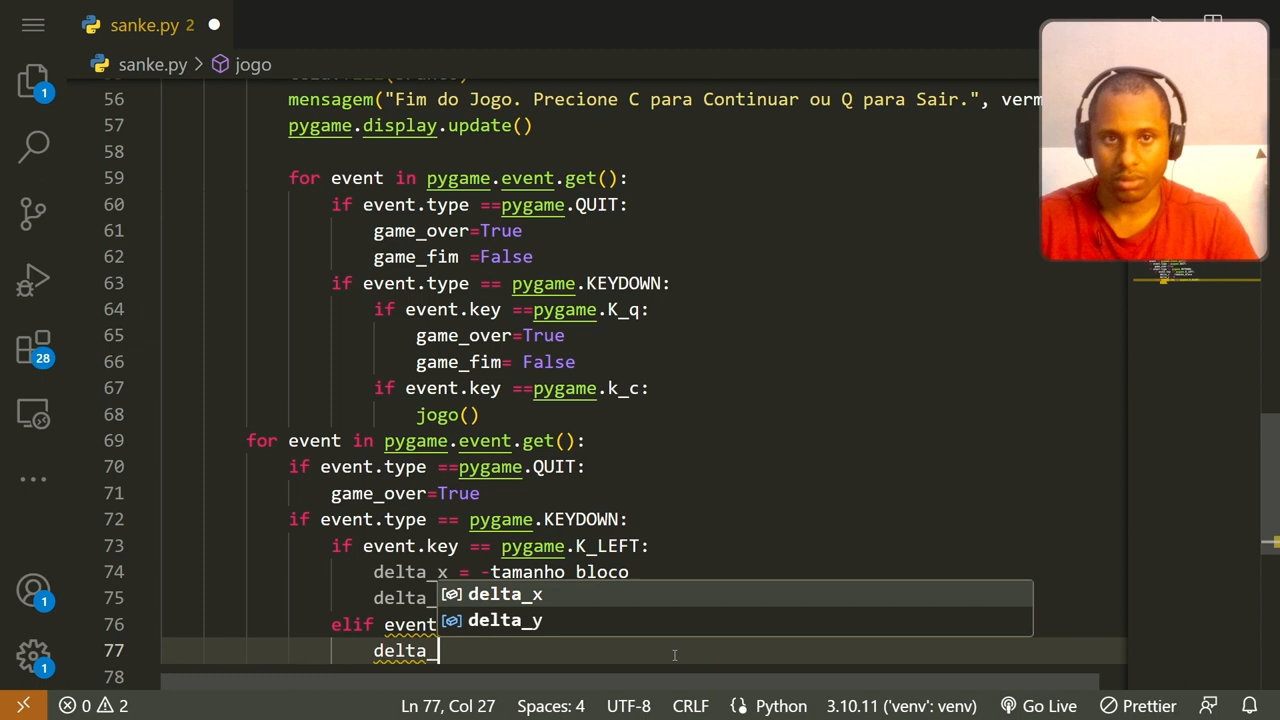 sanke.py 2
sanke.py > jogo
56 mensagem("Fim do Jogo. Precione C para Continuar ou Q para Sair.", verm
57 pygame.display.update()
58
59 for event in pygame.event.get():
60 if event.type ==pygame.QUIT:
61 game_over=True
62 game_fim =False
63 if event.type == pygame.KEYDOWN:
64 if event.key ==pygame.K_q:
65 game_over=True
66 game_fim= False
67 if event.key ==pygame.k_c:
68 jogo()
69 for event in pygame.event.get():
70 if event.type ==pygame.QUIT:
71 game_over=True
72 if event.type == pygame.KEYDOWN:
73 if event.key == pygame.K_LEFT:
74 delta_x = -tamanho_bloco
75 delta_
delta_x
76 elif event
delta_y
77 delta_
78
1
28
1
1
0 2
Ln 77, Col 27
Spaces: 4
UTF-8
CRLF
Python
3.10.11 ('venv': venv)
Go Live
Prettier